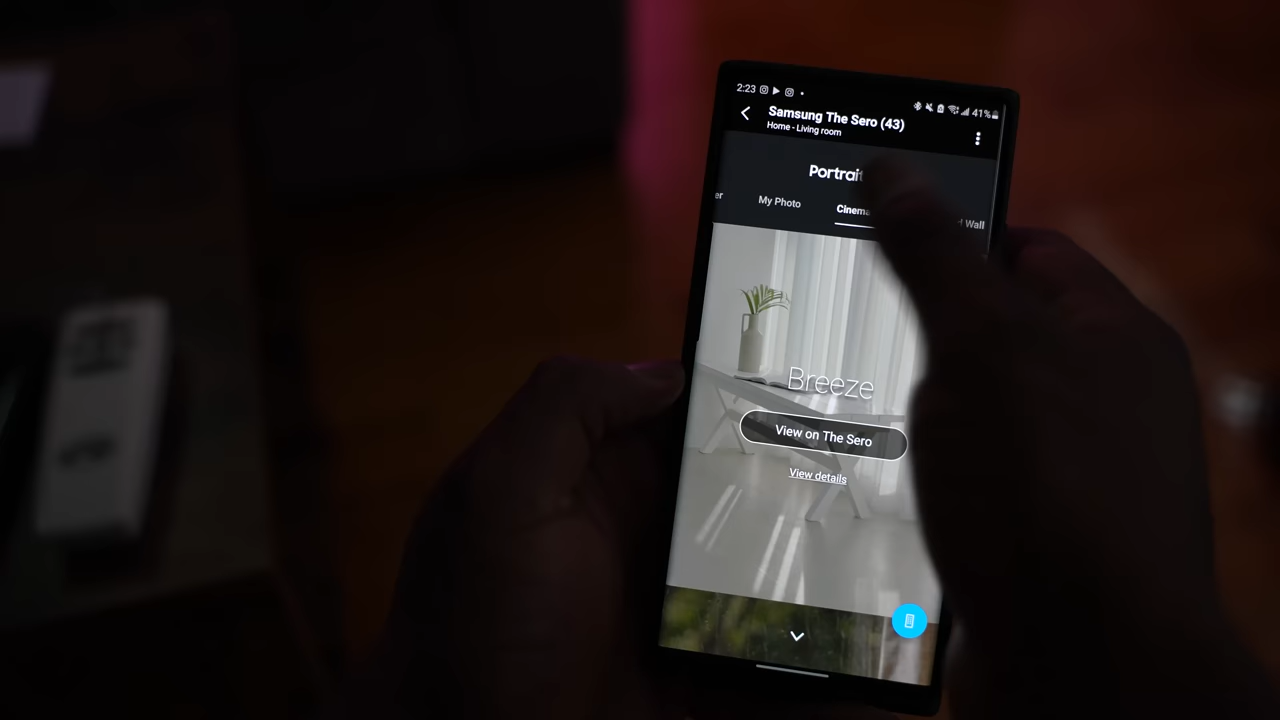 2:23
41%
Samsung The Sero (43)
Home - Living room
Portrait
er
My Photo
Cinema
Wall
Breeze
View on The Sero
View details